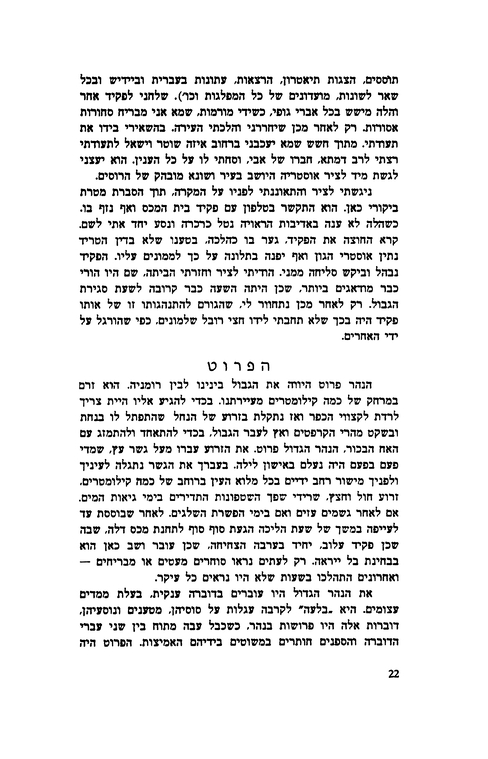 תוססים, הצגות תיאטרון, הרצאות, עתונות בעברית וביידיש ובכל
שאר לשונות, מועדונים של כל המפלגות וכו'). שלחני לפקיד אחר
והלה מישש בכל אברי גופי, כשידי מורמות, שמא אני מבריח סחורות
אסורות. רק לאחר מכן שיחררני והלכתי העירה. בהשאירי בידו את
תעודתי. מתוך חשש שמא יעכבני ברחוב איזה שוטר וישאל לתעודתי
רצתי לרב דמתא, חברו של אבי, וסחתי לו על כל הענין. הוא יעצני
לגשת מיד לציר אוסטריה היושב בעיר ושונא מובהק של הרוסים.
ניגשתי לציר והתאוננתי לפניו על המקרה, תוך הסברת מטרת
ביקורי כאן. הוא התקשר בטלפון עם פקיד בית המכס ואף נזף בו.
כשהלה לא ענה באדיבות הראויה נטל כרכרה ונסע יחד אתי לשם.
קרא החוצה את הפקיד, גער בו כהלכה, בטענו שלא בדין הטריד
נתין אוסטרי הגון ואף יפנה בתלונה על כך לממונים עליו. הפקיד
נבהל וביקש סליחה ממני. הודיתי לציר וחזרתי הביתה, שם היו הורי
כבר מודאגים ביותר, שכן היתה השעה כבר קרובה לשעת סגירת
הגבול. רק לאחר מכן נתחוור לי, שהגורם להתנהגותו זו של אותו
פקיד היה בכך שלא תחבתי לידו חצי רובל שלמונים, כפי שהורגל על
ידי האחרים.
הפרוט
הנהר פרוט היווה את הגבול בינינו לבין רומניה. הוא זרם
במרחק של כמה קילומטרים מעיירתנו. בכדי להגיע אליו היית צריך
לרדת לקצווי הכפר ואז נתקלת בזרוע של הנחל שהתפתל לו בנחת
ובשקט מהרי הקרפטים ואץ לעבר הגבול, בכדי להתאחד ולהתמזג עם
האח הבכור, הנהר הגדול פרוט. את הזרוע עברו מעל גשר עץ, שמדי
פעם בפעם היה נעלם באישון לילה. בעברך את הגשר נתגלה לעיניך
ולפניך מישור רחב ידיים בכל מלוא העין ברוחב של כמה קילומטרים,
זרוע חול וחצץ, שרידי שפך השטפונות התדירים בימי גיאות המים,
אם לאחר גשמים עזים ואם בימי הפשרת השלגים. לאחר שבוססת עד
לעייפה במשך של שעת הליכה הגעת סוף סוף לתחנת מכס דלה, שבה
שכן פקיד עלוב, יחיד בערבה הצחיחה, שכן עובר ושב כאן הוא
בבחינת בל ייראה. רק לעתים נראו סוחרים מעטים או מבריחים —
ואחרונים התהלכו בשעות שלא היו נראים כל עיקר.
את הנהר הגדול היו עוברים בדוברה ענקית, בעלת ממדים
עצומים. היא „בלעה" לקרבה עגלות על סוסיהן, מטענים ונוסעיהן,
דוברות אלה היו פרושות בנהר, כשכבל עבה מתוח בין שני עברי
הדוברה והספנים חותרים במשוטים בידיהם האמיצות. הפרוט היה
22